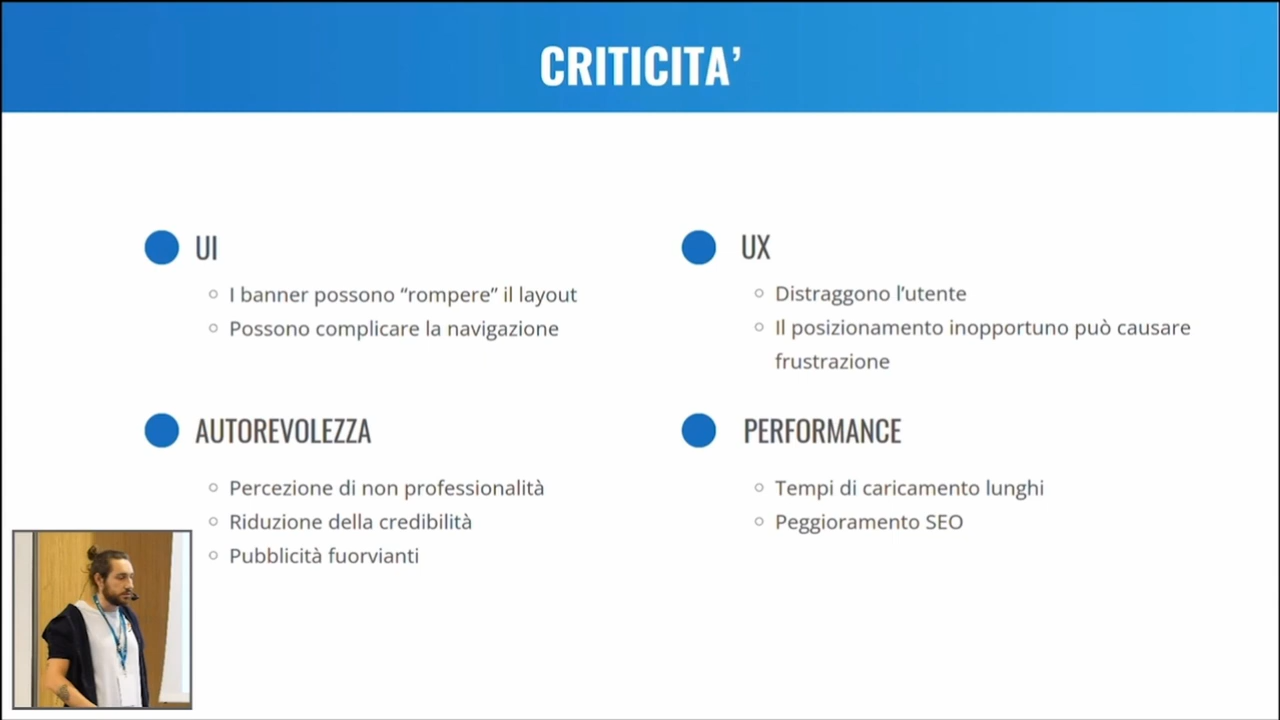 CRITICITA’
UI
I banner possono “rompere” il layout
Possono complicare la navigazione
UX
Distraggono l’utente
Il posizionamento inopportuno può causare
frustrazione
AUTOREVOLEZZA
Percezione di non professionalità
Riduzione della credibilità
Pubblicità fuorvianti
PERFORMANCE
Tempi di caricamento lunghi
Peggioramento SEO